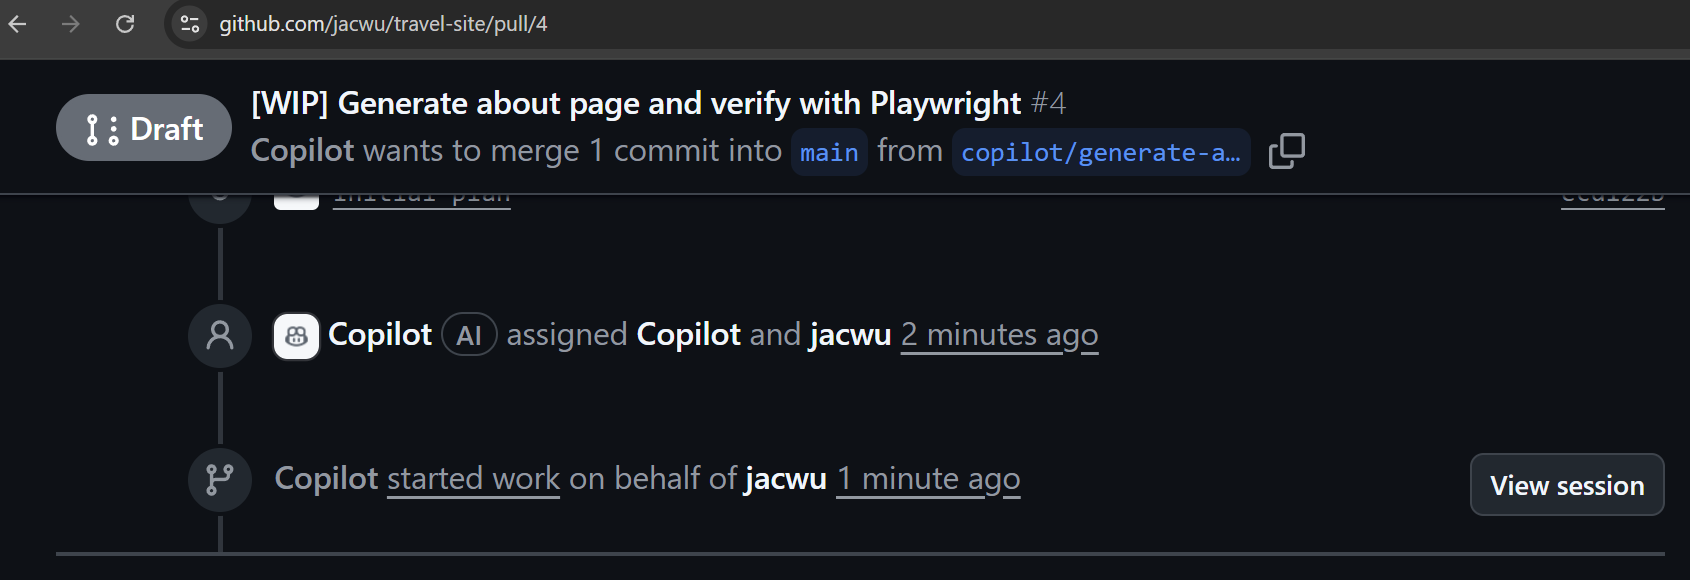 github.com/jacwu/travel-site/pull/4
Draft
[WIP] Generate about page and verify with Playwright #4
Copilot wants to merge 1 commit into main from copilot/generate-a…
initial plan
Copilot AI assigned Copilot and jacwu 2 minutes ago
Copilot started work on behalf of jacwu 1 minute ago
View session